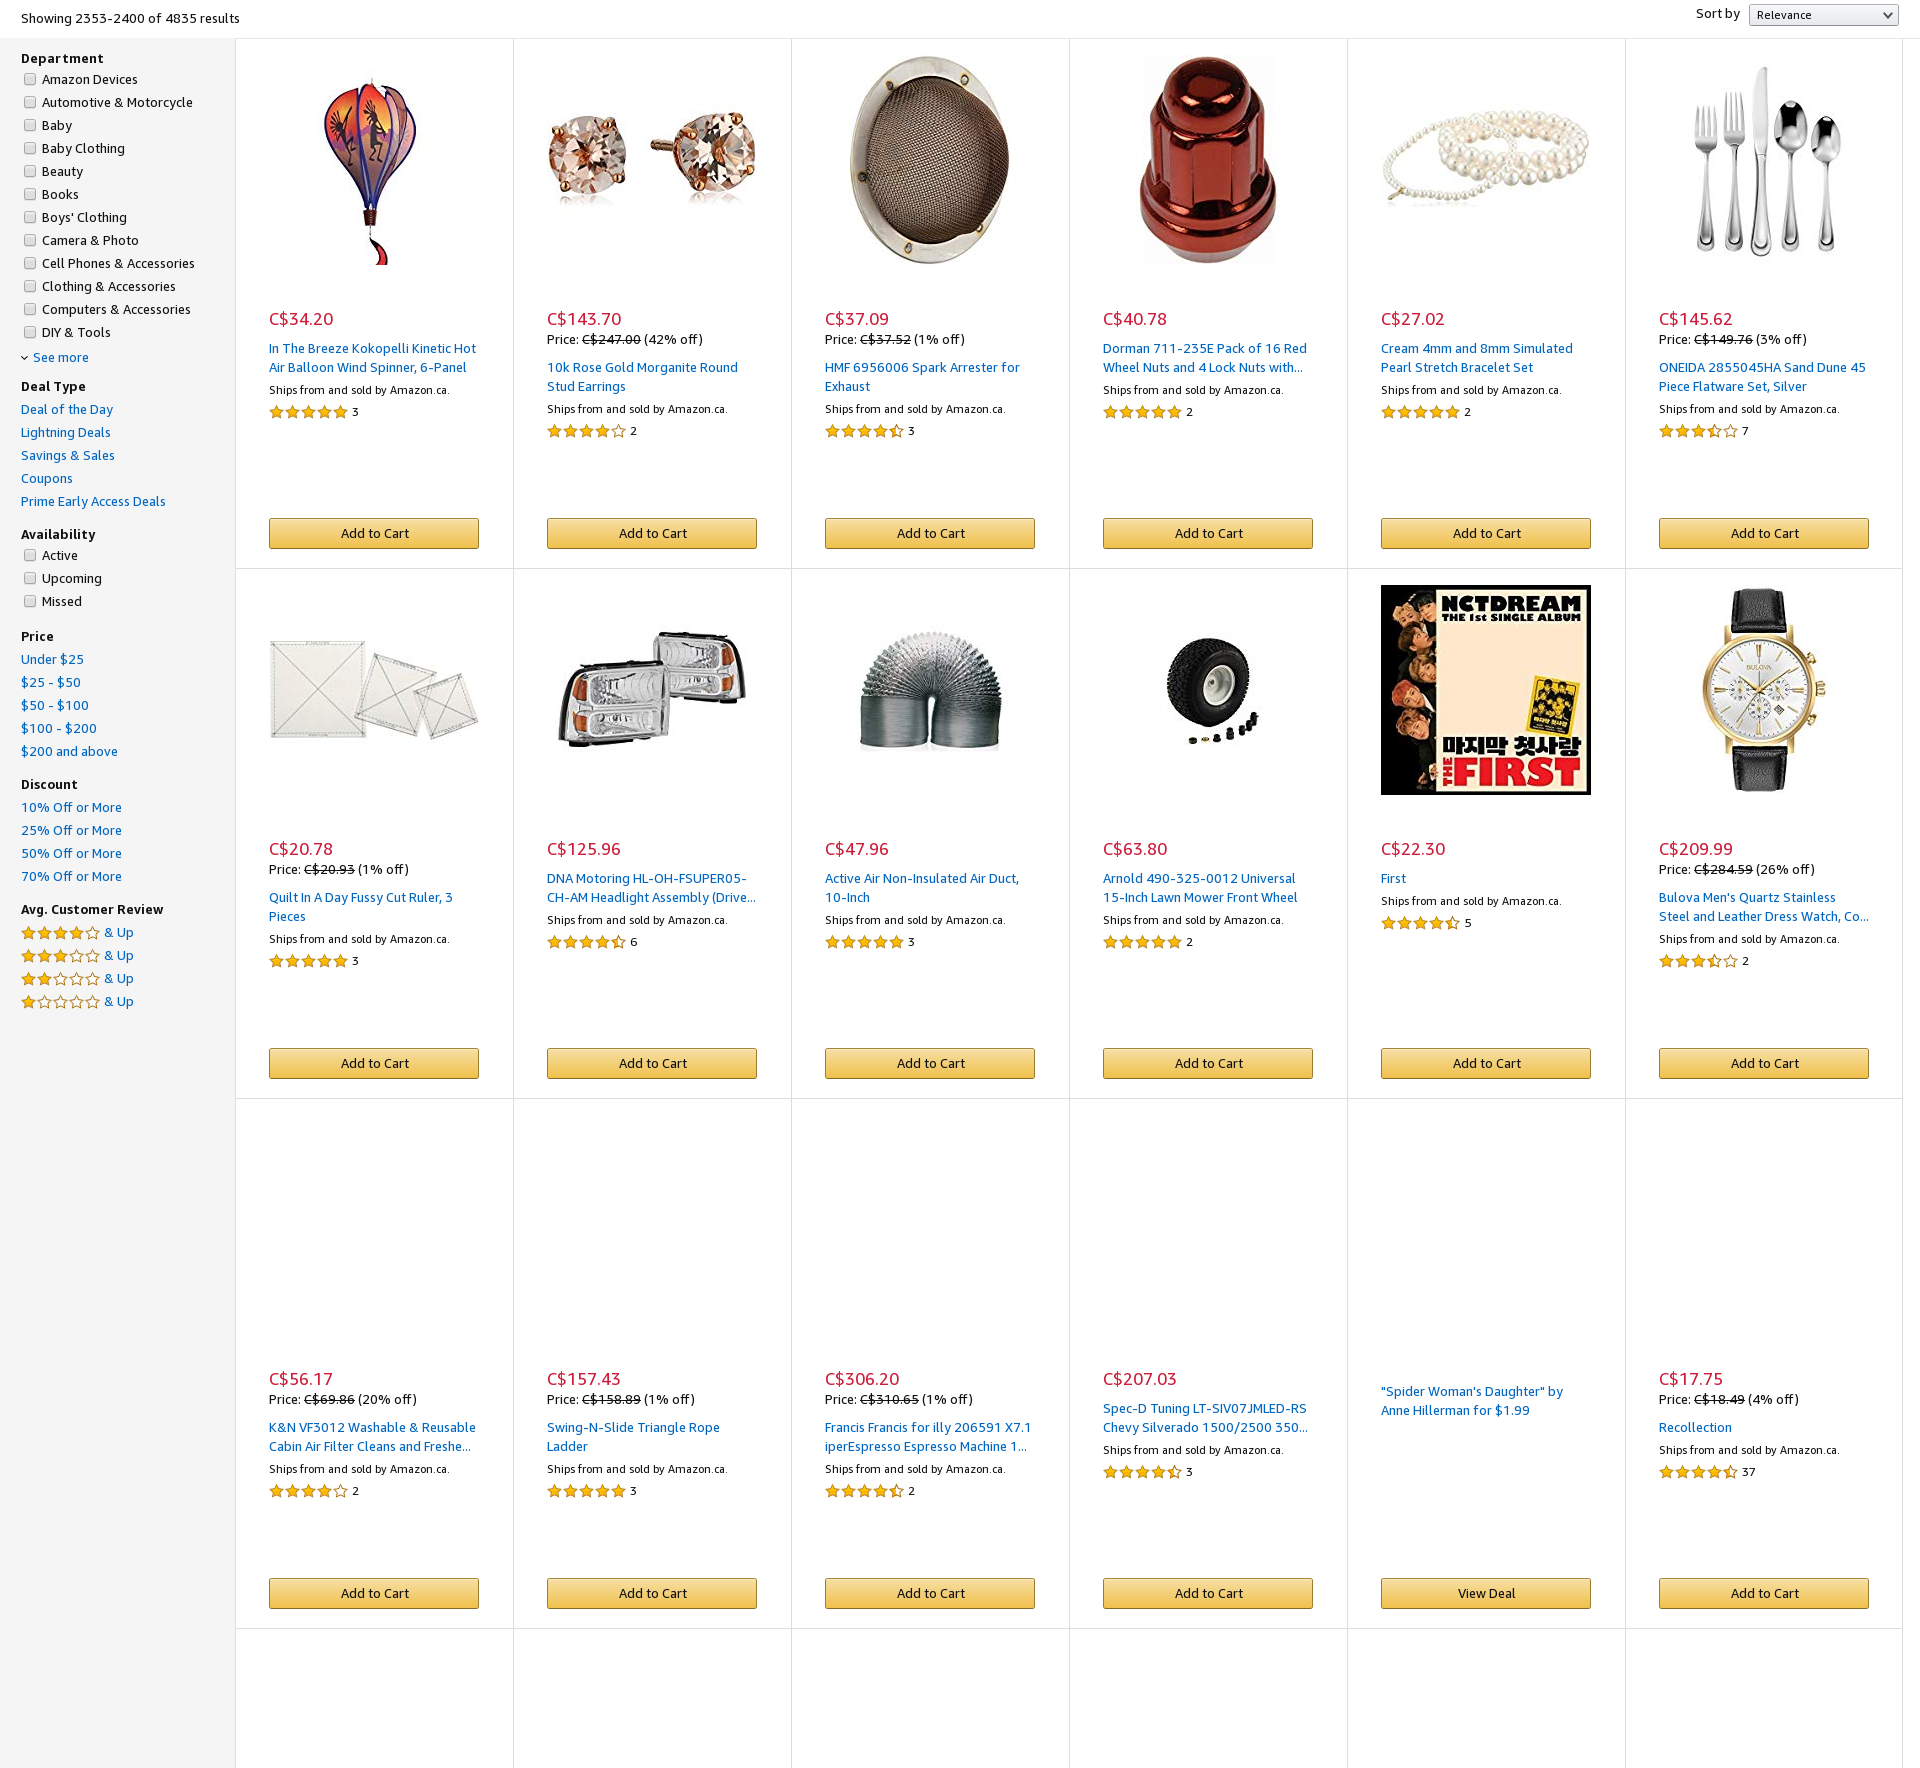 Showing 2353-2400 of 4835 results
Sort by Relevance
Department
Amazon Devices
Automotive & Motorcycle
Baby
Baby Clothing
Beauty
Books
Boys' Clothing
Camera & Photo
Cell Phones & Accessories
Clothing & Accessories
Computers & Accessories
DIY & Tools
See more
Deal Type
Deal of the Day
Lightning Deals
Savings & Sales
Coupons
Prime Early Access Deals
Availability
Active
Upcoming
Missed
Price
Under $25
$25 - $50
$50 - $100
$100 - $200
$200 and above
Discount
10% Off or More
25% Off or More
50% Off or More
70% Off or More
Avg. Customer Review
& Up
& Up
& Up
& Up
C$34.20
In The Breeze Kokopelli Kinetic Hot
Air Balloon Wind Spinner, 6-Panel
Ships from and sold by Amazon.ca.
3
Add to Cart
C$143.70
Price: C$247.00 (42% off)
10k Rose Gold Morganite Round
Stud Earrings
Ships from and sold by Amazon.ca.
2
Add to Cart
C$37.09
Price: C$37.52 (1% off)
HMF 6956006 Spark Arrester for
Exhaust
Ships from and sold by Amazon.ca.
3
Add to Cart
C$40.78
Dorman 711-235E Pack of 16 Red
Wheel Nuts and 4 Lock Nuts with...
Ships from and sold by Amazon.ca.
2
Add to Cart
C$27.02
Cream 4mm and 8mm Simulated
Pearl Stretch Bracelet Set
Ships from and sold by Amazon.ca.
2
Add to Cart
C$145.62
Price: C$149.76 (3% off)
ONEIDA 2855045HA Sand Dune 45
Piece Flatware Set, Silver
Ships from and sold by Amazon.ca.
7
Add to Cart
C$20.78
Price: C$20.93 (1% off)
Quilt In A Day Fussy Cut Ruler, 3
Pieces
Ships from and sold by Amazon.ca.
3
Add to Cart
C$125.96
DNA Motoring HL-OH-FSUPER05-
CH-AM Headlight Assembly (Drive...
Ships from and sold by Amazon.ca.
6
Add to Cart
C$47.96
Active Air Non-Insulated Air Duct,
10-Inch
Ships from and sold by Amazon.ca.
3
Add to Cart
C$63.80
Arnold 490-325-0012 Universal
15-Inch Lawn Mower Front Wheel
Ships from and sold by Amazon.ca.
2
Add to Cart
NCTDREAM
THE 1st SINGLE ALBUM
마지막 첫사랑
THE FIRST
C$22.30
First
Ships from and sold by Amazon.ca.
5
Add to Cart
BULOVA
C$209.99
Price: C$284.59 (26% off)
Bulova Men's Quartz Stainless
Steel and Leather Dress Watch, Co...
Ships from and sold by Amazon.ca.
2
Add to Cart
C$56.17
Price: C$69.86 (20% off)
K&N VF3012 Washable & Reusable
Cabin Air Filter Cleans and Freshe...
Ships from and sold by Amazon.ca.
2
Add to Cart
C$157.43
Price: C$158.89 (1% off)
Swing-N-Slide Triangle Rope
Ladder
Ships from and sold by Amazon.ca.
3
Add to Cart
C$306.20
Price: C$310.65 (1% off)
Francis Francis for illy 206591 X7.1
iperEspresso Espresso Machine 1...
Ships from and sold by Amazon.ca.
2
Add to Cart
C$207.03
Spec-D Tuning LT-SIV07JMLED-RS
Chevy Silverado 1500/2500 350...
Ships from and sold by Amazon.ca.
3
Add to Cart
"Spider Woman's Daughter" by
Anne Hillerman for $1.99
View Deal
C$17.75
Price: C$18.49 (4% off)
Recollection
Ships from and sold by Amazon.ca.
37
Add to Cart